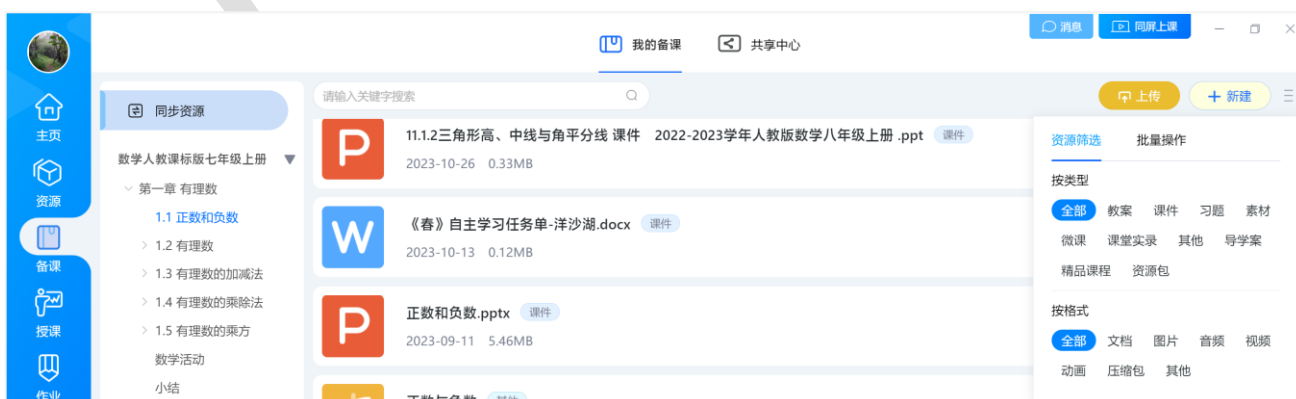 消息
同屏上课
我的备课
共享中心
主页
资源
备课
授课
作业
同步资源
数学人教课标版七年级上册
第一章 有理数
1.1 正数和负数
1.2 有理数
1.3 有理数的加减法
1.4 有理数的乘除法
1.5 有理数的乘方
数学活动
小结
请输入关键字搜索
上传
新建
11.1.2三角形高、中线与角平分线 课件 2022-2023学年人教版数学八年级上册 .ppt 课件
2023-10-26 0.33MB
《春》自主学习任务单-洋沙湖.docx 课件
2023-10-13 0.12MB
正数和负数.pptx 课件
2023-09-11 5.46MB
正数与负数 其他
资源筛选 批量操作
按类型
全部 教案 课件 习题 素材
微课 课堂实录 其他 导学案
精品课程 资源包
按格式
全部 文档 图片 音频 视频
动画 压缩包 其他